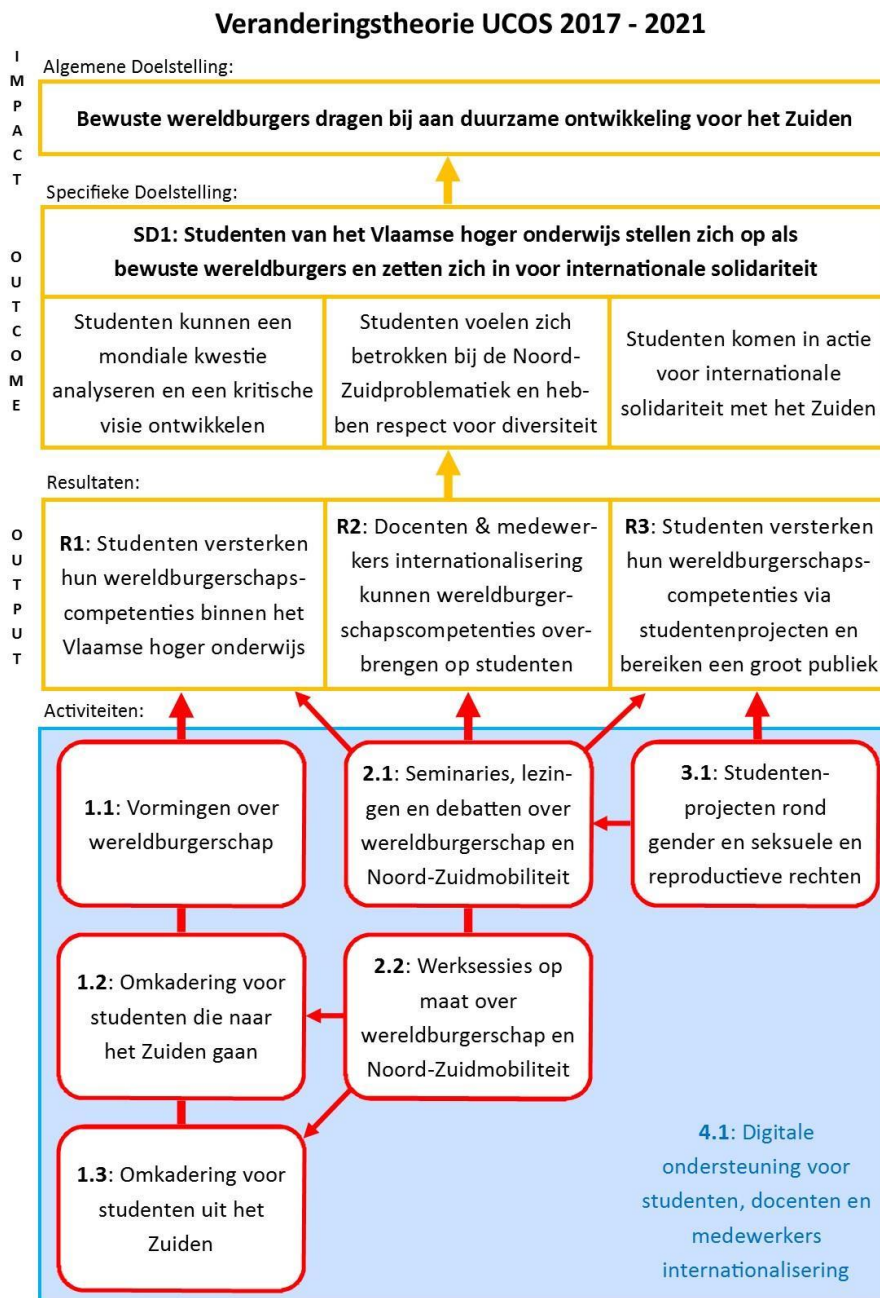 Veranderingstheorie UCOS 2017 - 2021
IMPACT
Algemene Doelstelling:
Bewuste wereldburgers dragen bij aan duurzame ontwikkeling voor het Zuiden
OUTCOME
Specifieke Doelstelling:
SD1: Studenten van het Vlaamse hoger onderwijs stellen zich op als
bewuste wereldburgers en zetten zich in voor internationale solidariteit
Studenten kunnen een
mondiale kwestie
analyseren en een kritische
visie ontwikkelen
Studenten voelen zich
betrokken bij de Noord-
Zuidproblematiek en heb-
ben respect voor diversiteit
Studenten komen in actie
voor internationale
solidariteit met het Zuiden
OUTPUT
Resultaten:
R1: Studenten versterken
hun wereldburgerschaps-
competenties binnen het
Vlaamse hoger onderwijs
R2: Docenten & medewer-
kers internationalisering
kunnen wereldburger-
schapscompetenties over-
brengen op studenten
R3: Studenten versterken
hun wereldburgerschaps-
competenties via
studentenprojecten en
bereiken een groot publiek
Activiteiten:
1.1: Vormingen over
wereldburgerschap
2.1: Seminaries, lezin-
gen en debatten over
wereldburgerschap en
Noord-Zuidmobiliteit
3.1: Studenten-
projecten rond
gender en seksuele en
reproductieve rechten
1.2: Omkadering voor
studenten die naar
het Zuiden gaan
2.2: Werksessies op
maat over
wereldburgerschap en
Noord-Zuidmobiliteit
1.3: Omkadering voor
studenten uit het
Zuiden
4.1: Digitale
ondersteuning voor
studenten, docenten en
medewerkers
internationalisering